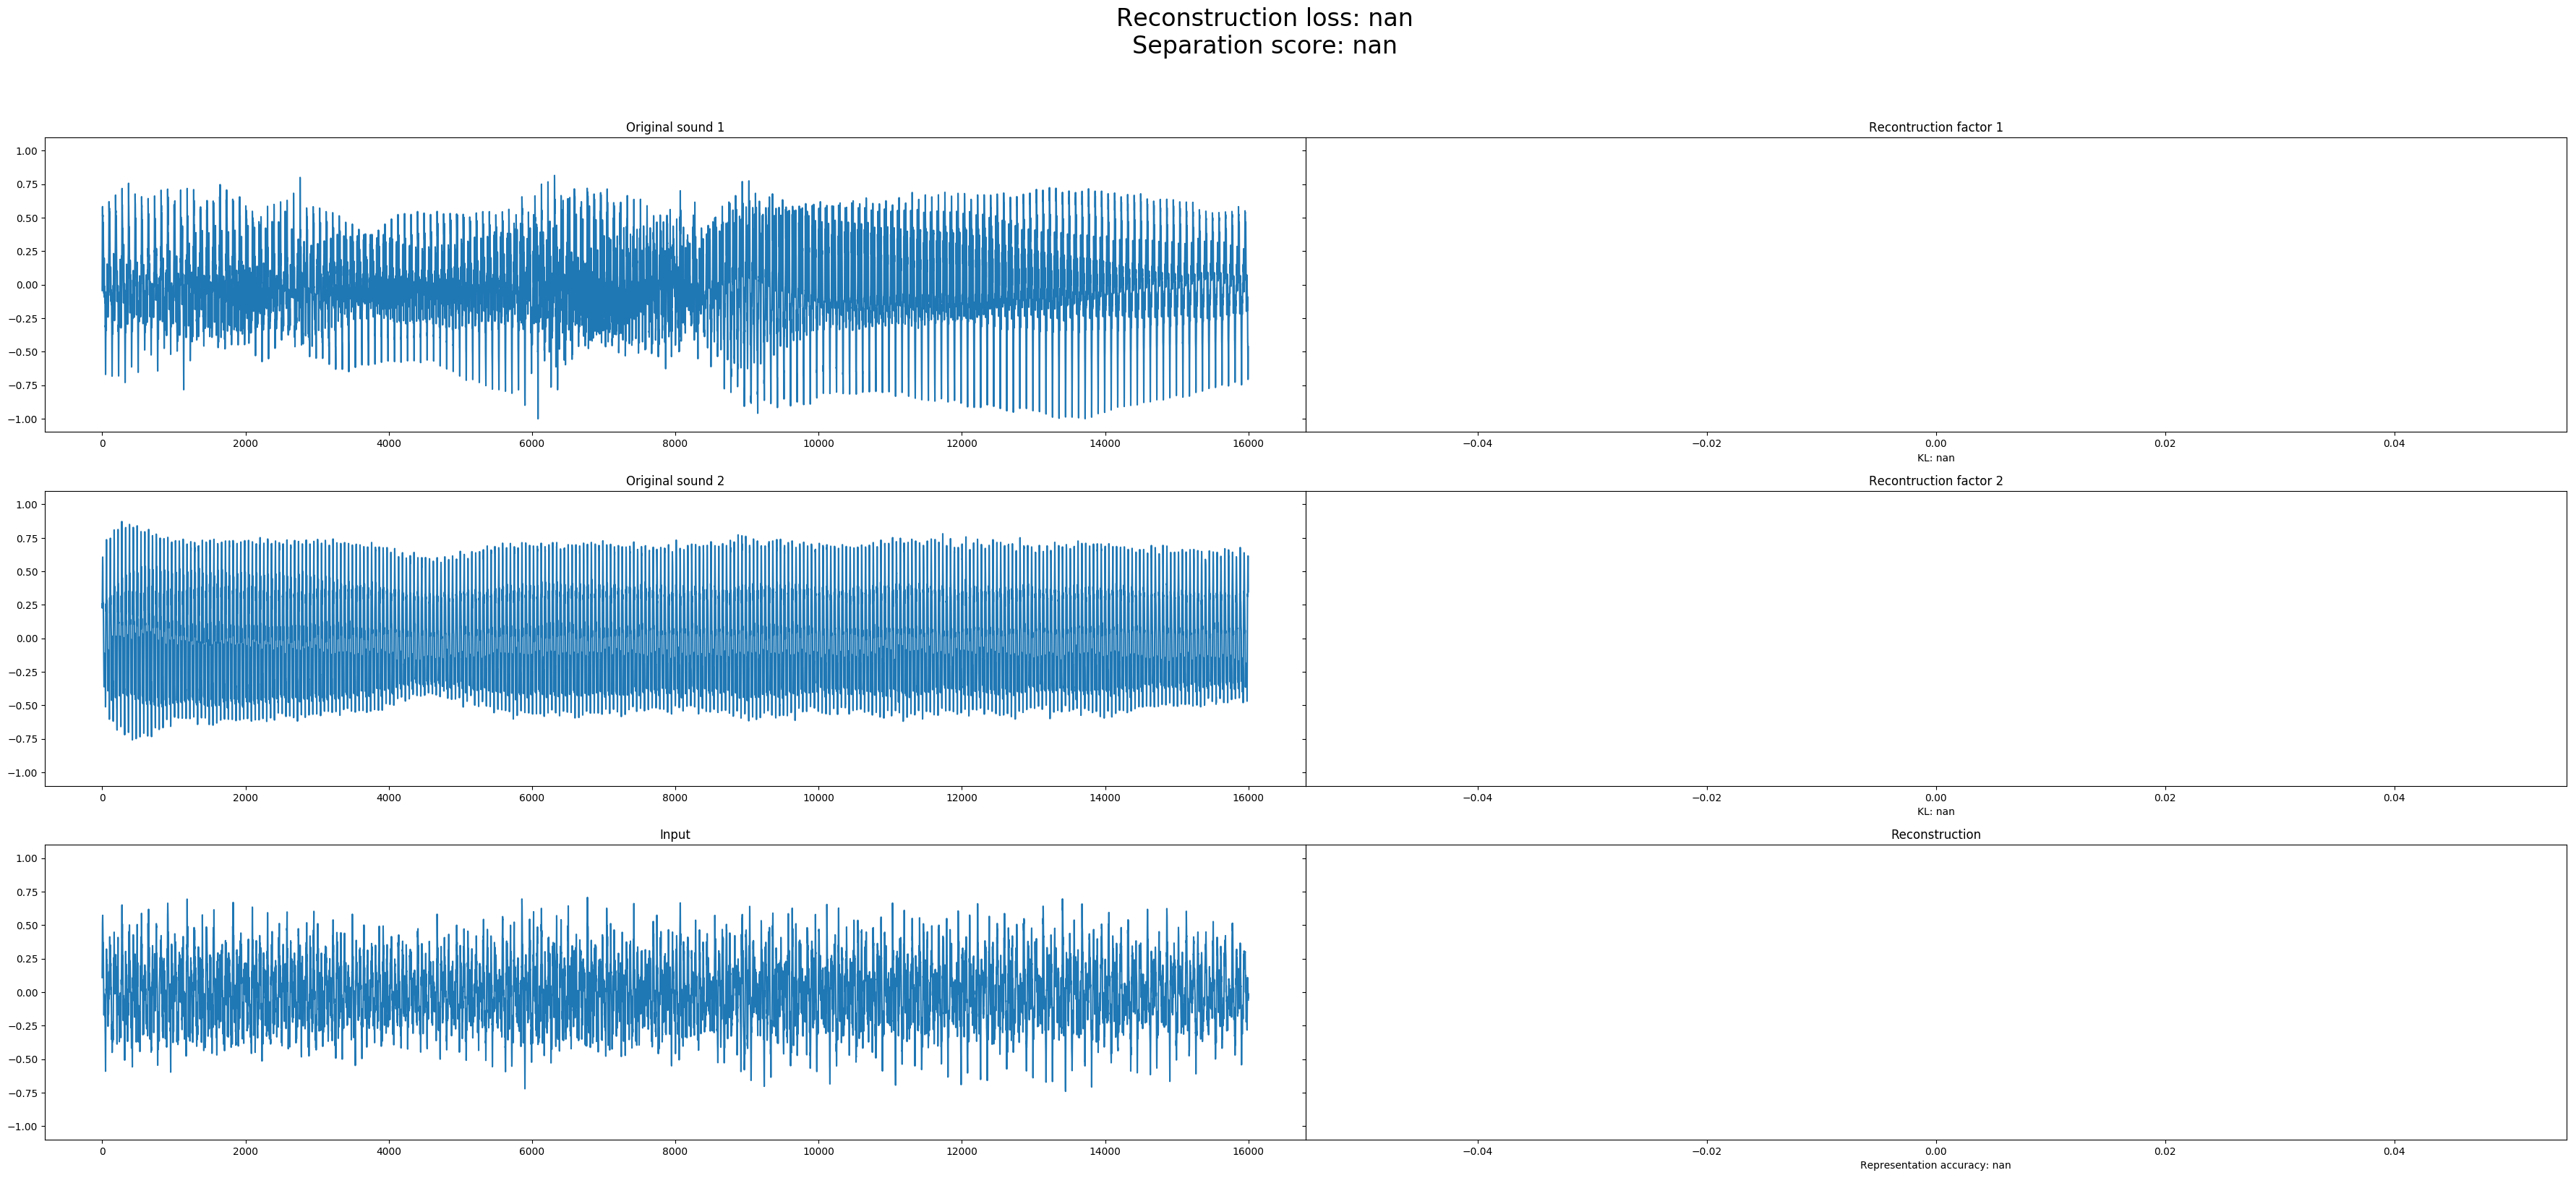 Reconstruction loss: nan
Separation score: nan
Original sound 1
Recontruction factor 1
1.00
0.75
0.50
0.25
0.00
−0.25
−0.50
−0.75
−1.00
0 2000 4000 6000 8000 10000 12000 14000 16000
−0.04 −0.02 0.00 0.02 0.04
KL: nan
Original sound 2
Recontruction factor 2
1.00
0.75
0.50
0.25
0.00
−0.25
−0.50
−0.75
−1.00
0 2000 4000 6000 8000 10000 12000 14000 16000
−0.04 −0.02 0.00 0.02 0.04
KL: nan
Input
Reconstruction
1.00
0.75
0.50
0.25
0.00
−0.25
−0.50
−0.75
−1.00
0 2000 4000 6000 8000 10000 12000 14000 16000
−0.04 −0.02 0.00 0.02 0.04
Representation accuracy: nan